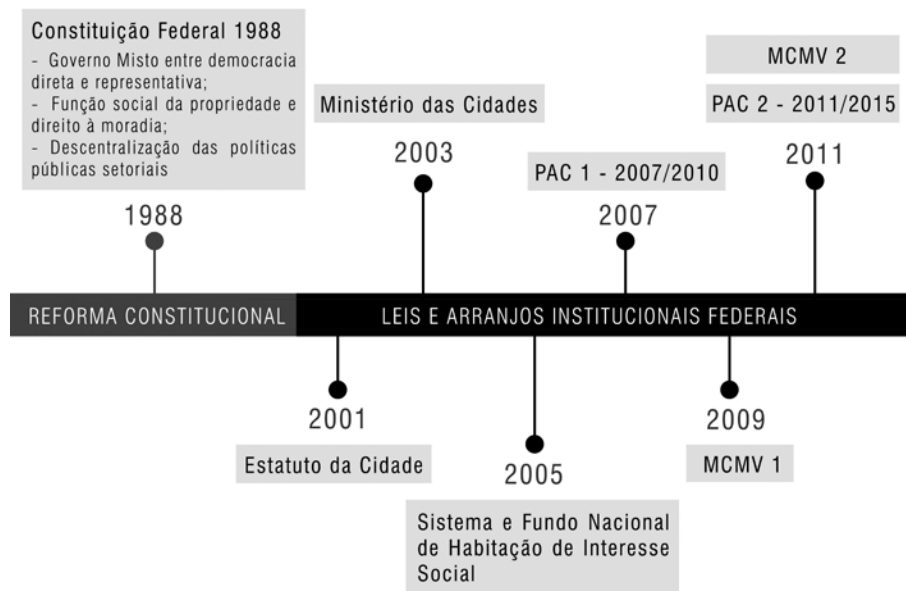 Constituição Federal 1988
- Governo Misto entre democracia
direta e representativa;
- Função social da propriedade e
direito à moradia;
- Descentralização das políticas
públicas setoriais
1988
Ministério das Cidades
2003
PAC 1 - 2007/2010
2007
MCMV 2
PAC 2 - 2011/2015
2011
REFORMA CONSTITUCIONAL
LEIS E ARRANJOS INSTITUCIONAIS FEDERAIS
2001
Estatuto da Cidade
2005
Sistema e Fundo Nacional
de Habitação de Interesse
Social
2009
MCMV 1